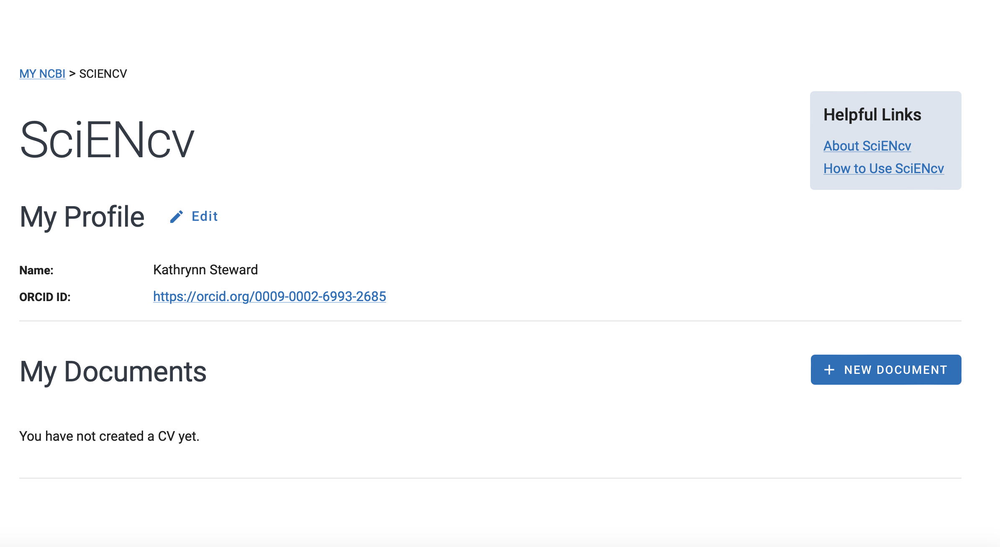 MY NCBI > SCIENCV
SciENcv
Helpful Links
About SciENcv
How to Use SciENcv
My Profile Edit
Name: Kathrynn Steward
ORCID ID: https://orcid.org/0009-0002-6993-2685
My Documents
+ NEW DOCUMENT
You have not created a CV yet.